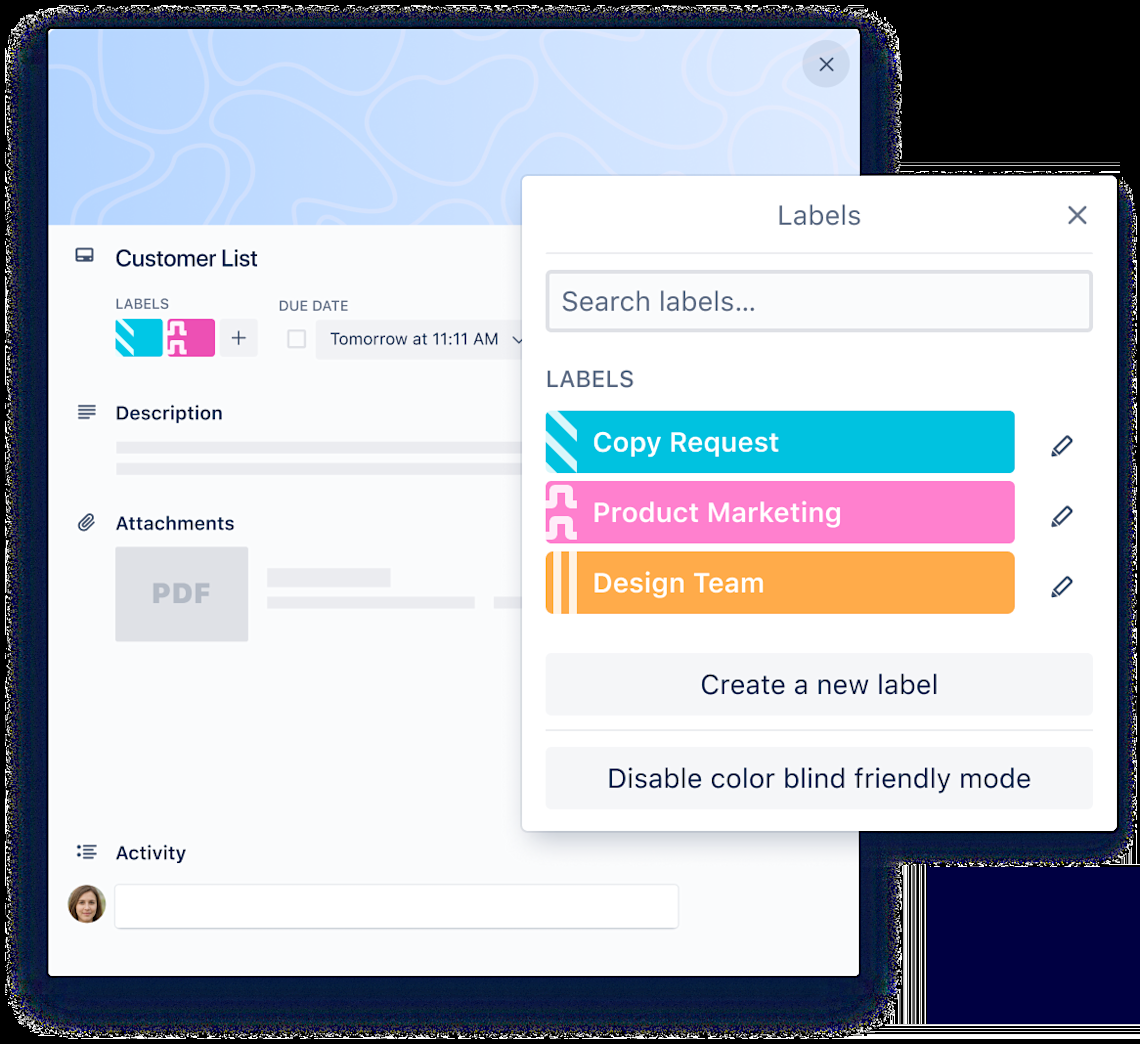 Customer List
LABELS
DUE DATE
Tomorrow at 11:11 AM
Description
Attachments
PDF
Activity
Labels
Search labels...
LABELS
Copy Request
Product Marketing
Design Team
Create a new label
Disable color blind friendly mode